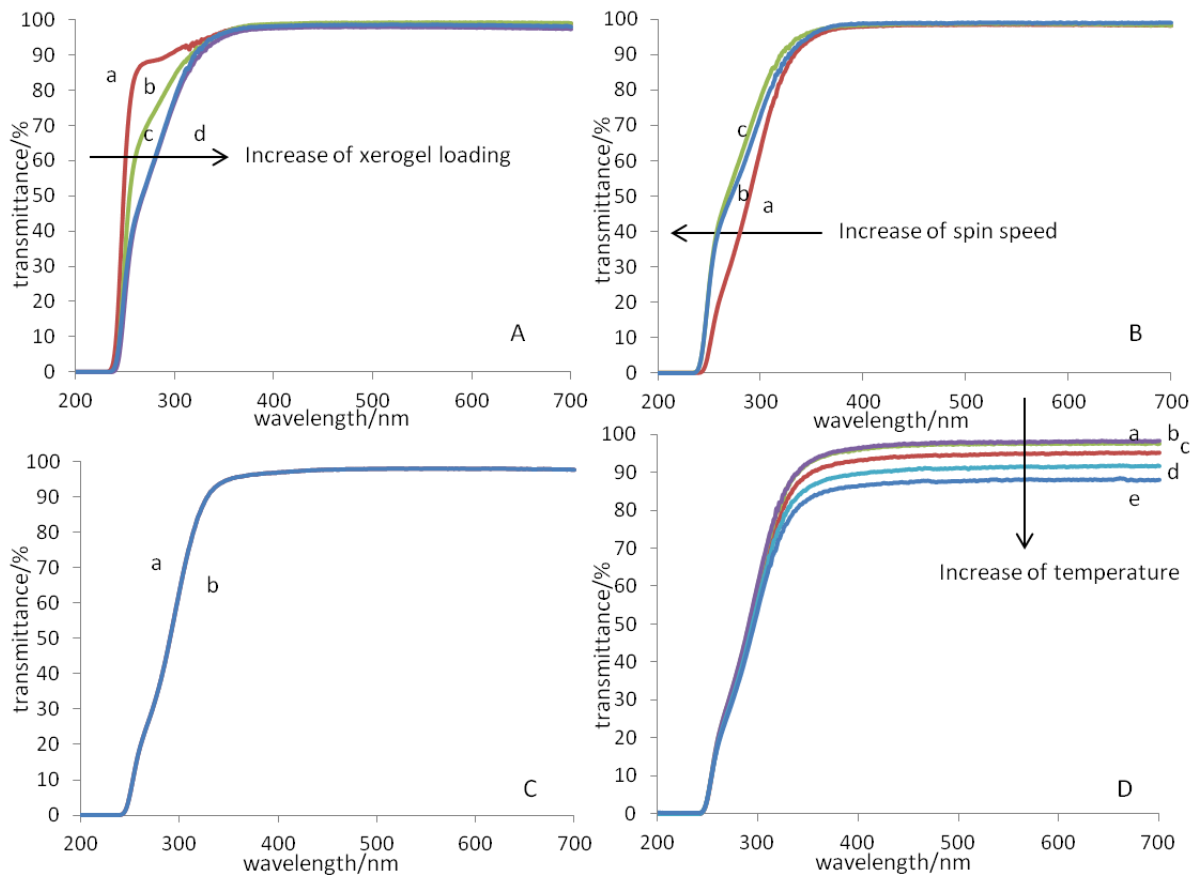 transmittance/%
100
90
80
70
60
50
40
30
20
10
0
a
b
c
d
Increase of xerogel loading
A
200 300 400 500 600 700
wavelength/nm
transmittance/%
100
90
80
70
60
50
40
30
20
10
0
c
b
a
Increase of spin speed
B
200 300 400 500 600 700
wavelength/nm
transmittance/%
100
90
80
70
60
50
40
30
20
10
0
a
b
C
200 300 400 500 600 700
wavelength/nm
transmittance/%
100
90
80
70
60
50
40
30
20
10
0
a b
c
d
e
Increase of temperature
D
200 300 400 500 600 700
wavelength/nm